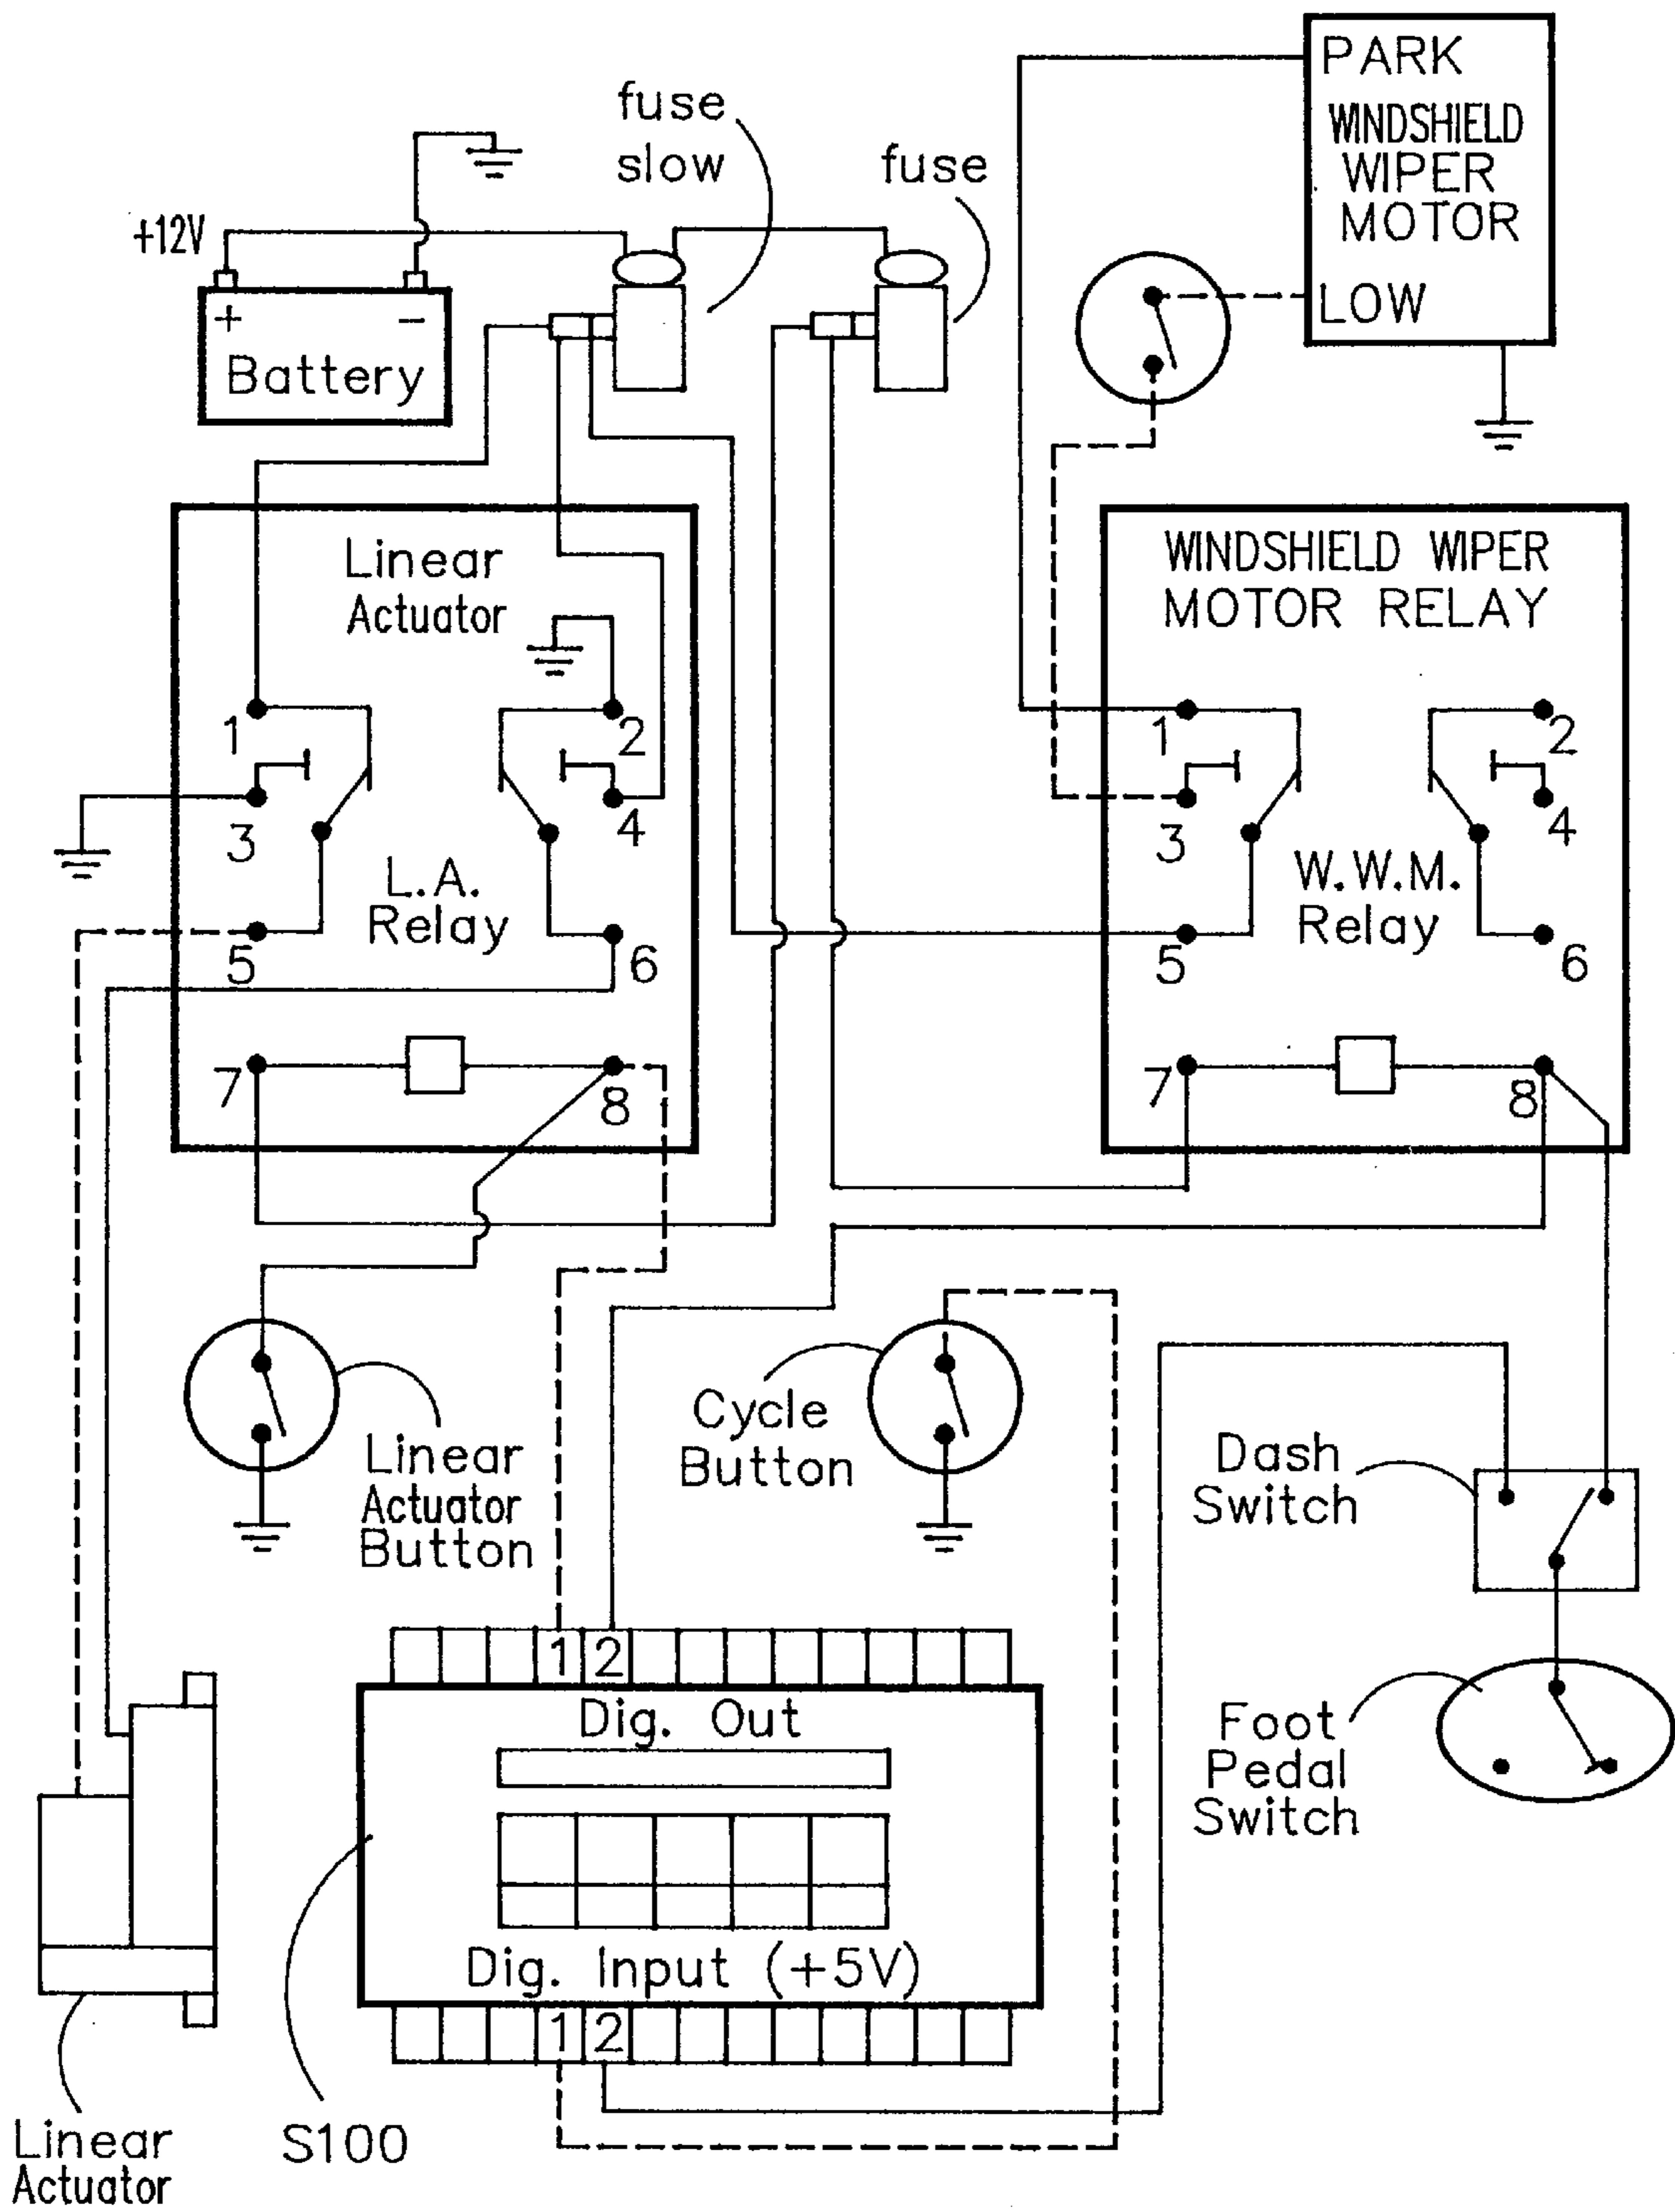 PARK
WINDSHIELD
WIPER
MOTOR
LOW
fuse
slow
fuse
+12V
+ −
Battery
Linear
Actuator
1
2
3
4
L.A.
Relay
5
6
7
8
WINDSHIELD WIPER
MOTOR RELAY
1
2
3
4
W.W.M.
Relay
5
6
7
8
Linear
Actuator
Button
Cycle
Button
Dash
Switch
Foot
Pedal
Switch
1 2
Dig. Out
Dig. Input (+5V)
1 2
S100
Linear
Actuator